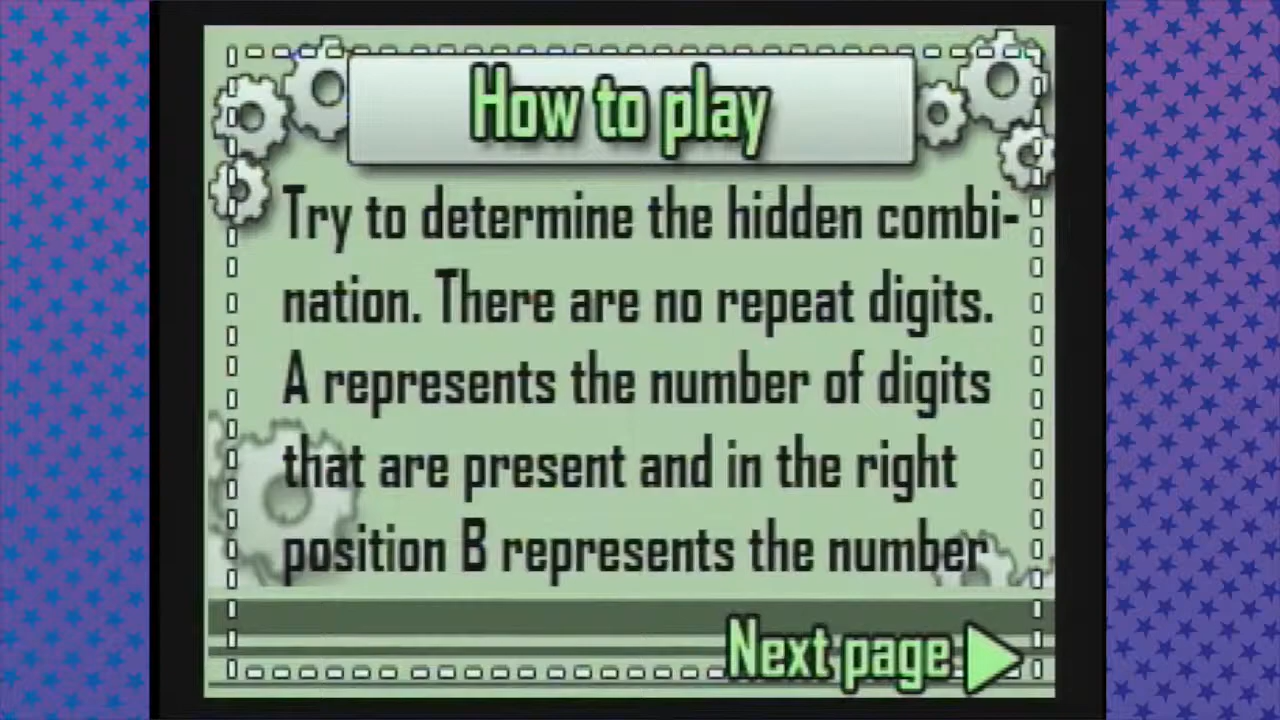 How to play
Try to determine the hidden combi-
nation. There are no repeat digits.
A represents the number of digits
that are present and in the right
position B represents the number
Next page